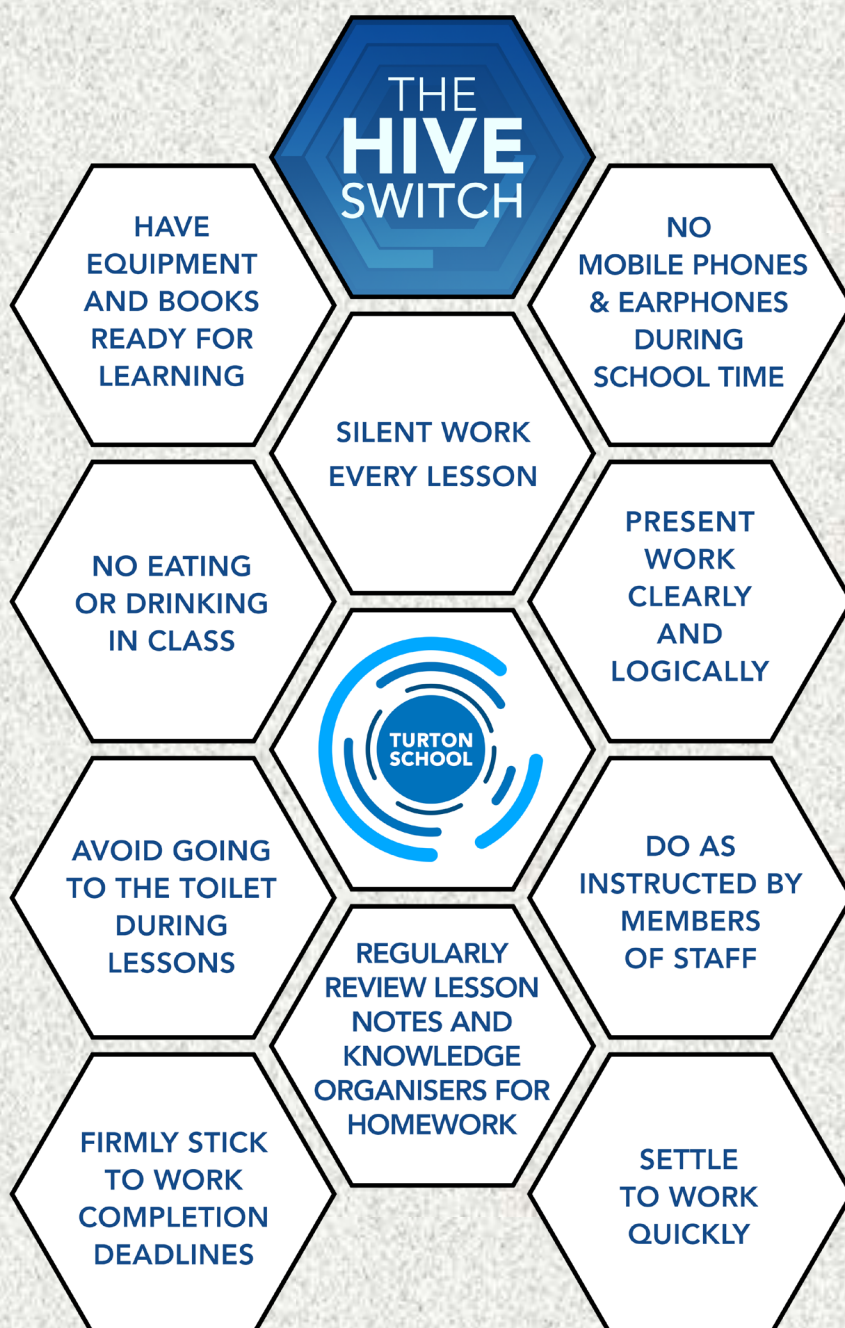 THE
HIVE
SWITCH
HAVE
EQUIPMENT
AND BOOKS
READY FOR
LEARNING
NO
MOBILE PHONES
& EARPHONES
DURING
SCHOOL TIME
SILENT WORK
EVERY LESSON
NO EATING
OR DRINKING
IN CLASS
PRESENT
WORK
CLEARLY
AND
LOGICALLY
TURTON
SCHOOL
AVOID GOING
TO THE TOILET
DURING
LESSONS
DO AS
INSTRUCTED BY
MEMBERS
OF STAFF
REGULARLY
REVIEW LESSON
NOTES AND
KNOWLEDGE
ORGANISERS FOR
HOMEWORK
FIRMLY STICK
TO WORK
COMPLETION
DEADLINES
SETTLE
TO WORK
QUICKLY